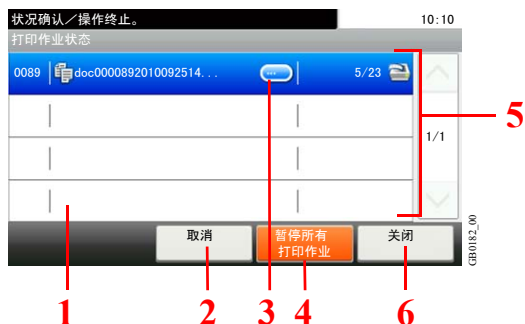 状况确认／操作终止。 10:10
打印作业状态
0089 doc0000892010092514... ... 5/23
5
1/1
取消 暂停所有
打印作业 关闭
GB0182_00
1 2 3 4 6